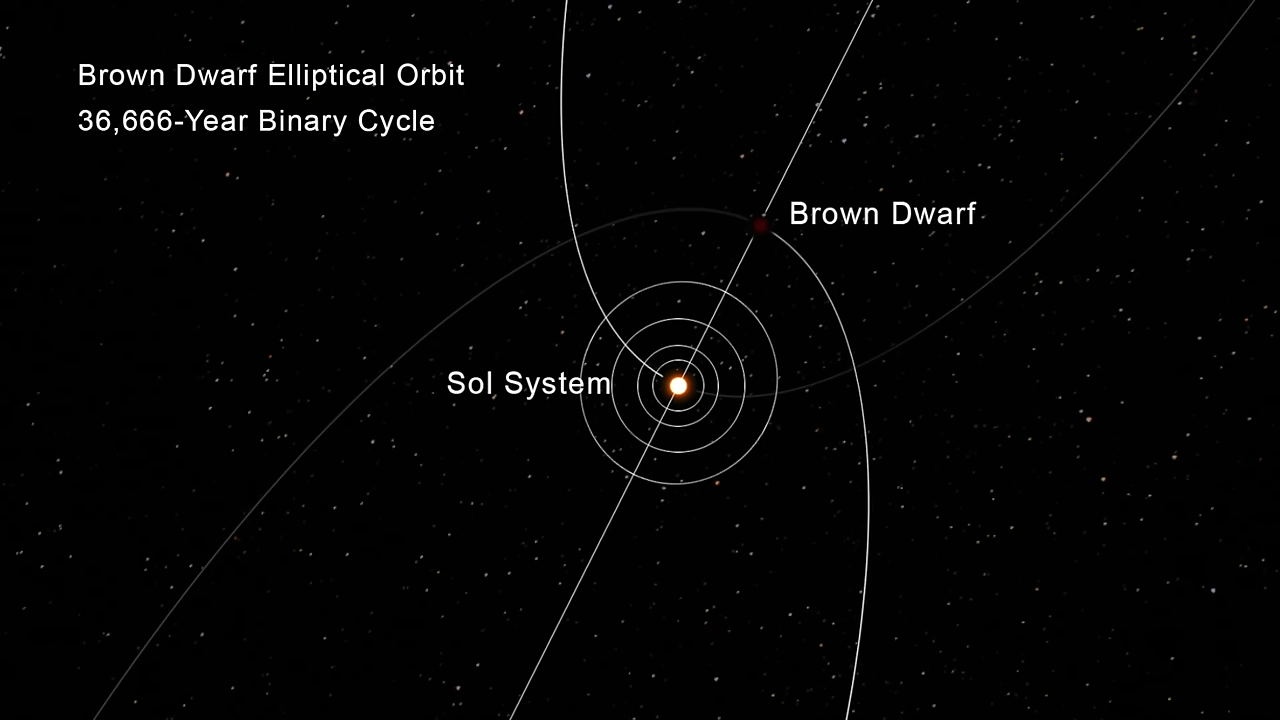 Brown Dwarf Elliptical Orbit
36,666-Year Binary Cycle
Brown Dwarf
Sol System